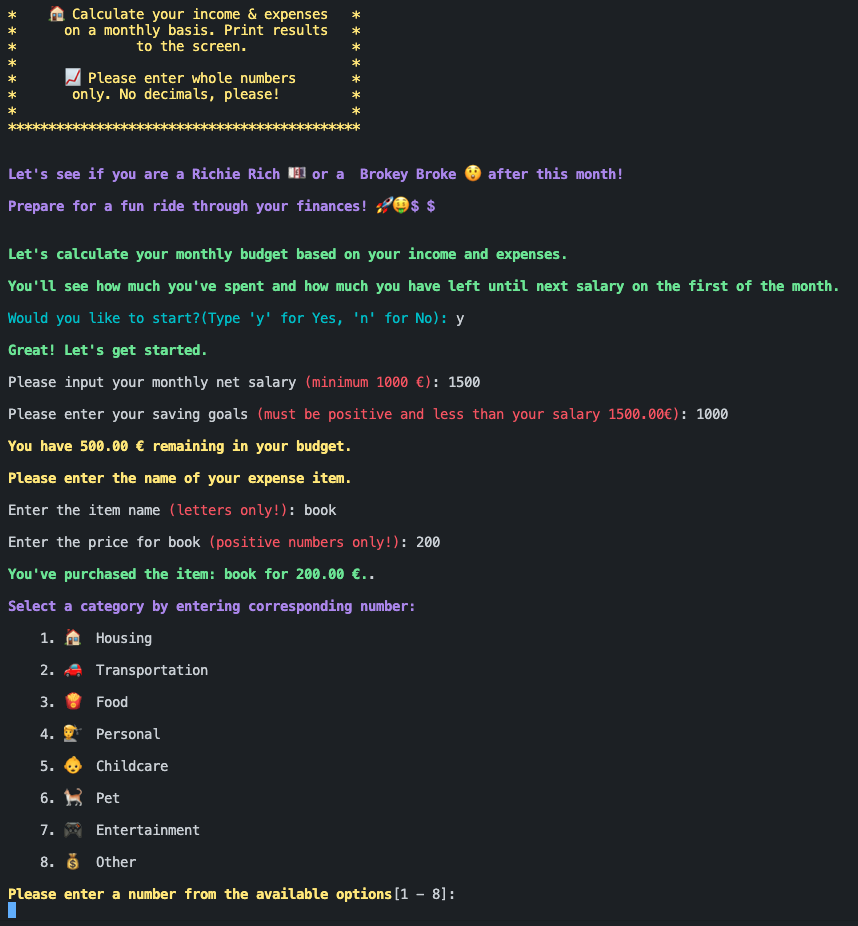 * 🏠 Calculate your income & expenses *
* on a monthly basis. Print results *
* to the screen. *
* *
* 📈 Please enter whole numbers *
* only. No decimals, please! *
* *
********************************************
Let's see if you are a Richie Rich 💶 or a  Brokey Broke 😲 after this month!
Prepare for a fun ride through your finances! 🚀🤑$ $
Let's calculate your monthly budget based on your income and expenses.
You'll see how much you've spent and how much you have left until next salary on the first of the month.
Would you like to start?(Type 'y' for Yes, 'n' for No): y
Great! Let's get started.
Please input your monthly net salary (minimum 1000 €): 1500
Please enter your saving goals (must be positive and less than your salary 1500.00€): 1000
You have 500.00 € remaining in your budget.
Please enter the name of your expense item.
Enter the item name (letters only!): book
Enter the price for book (positive numbers only!): 200
You've purchased the item: book for 200.00 €..
Select a category by entering corresponding number:
1. 🏠 Housing
2. 🚗 Transportation
3. 🍟 Food
4. 💇 Personal
5. 👶 Childcare
6. 🐕 Pet
7. 🎮 Entertainment
8. 💰 Other
Please enter a number from the available options[1 - 8]: